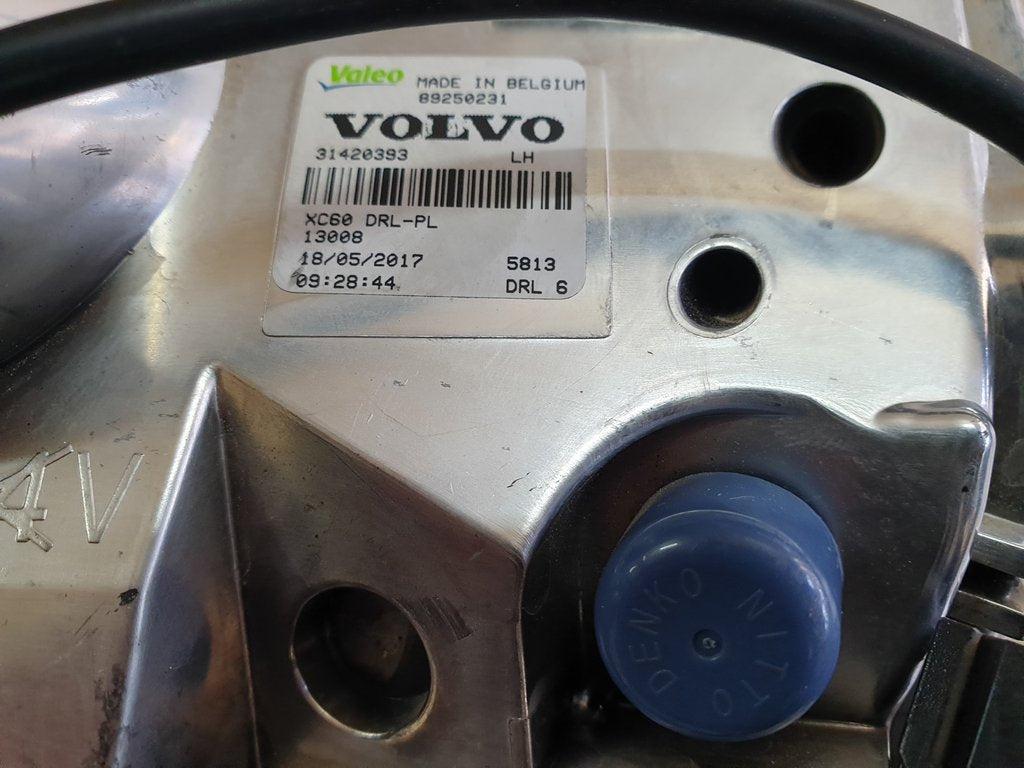 Valeo MADE IN BELGIUM
89250231
VOLVO
31420393 LH
XC60 DRL-PL
13008
18/05/2017 5813
09:28:44 DRL 6
NITTO DENKO